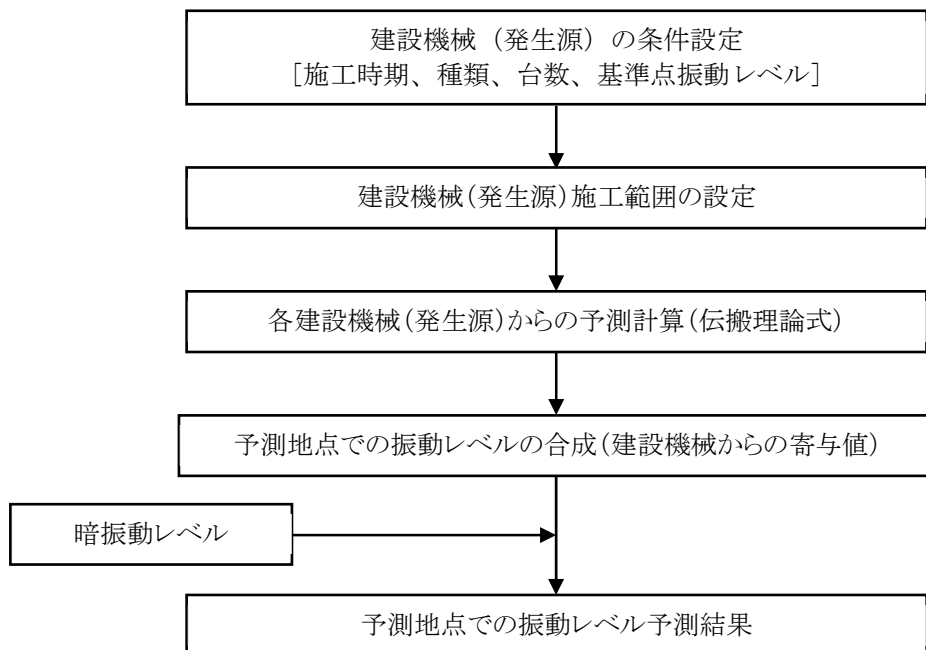 建設機械（発生源）の条件設定
［施工時期、種類、台数、基準点振動レベル］
建設機械（発生源）施工範囲の設定
各建設機械（発生源）からの予測計算（伝搬理論式）
予測地点での振動レベルの合成（建設機械からの寄与値）
暗振動レベル
予測地点での振動レベル予測結果